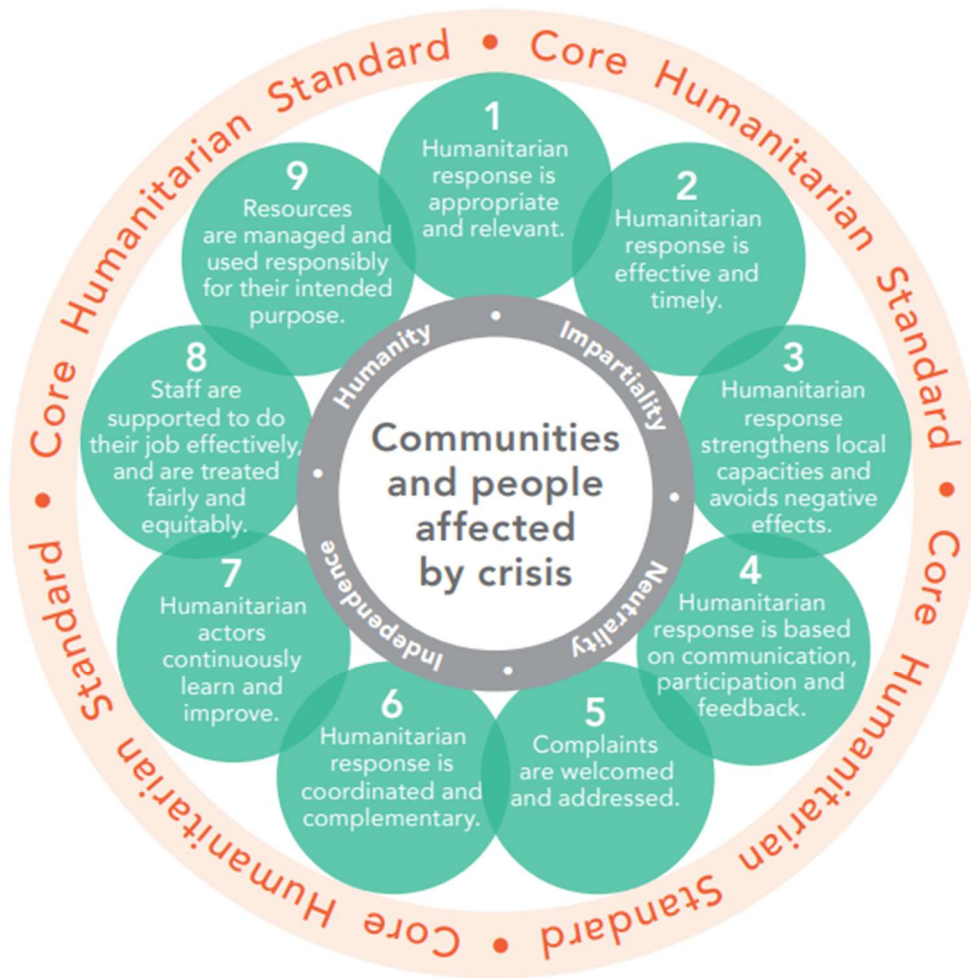 Core Humanitarian Standard • Core Humanitarian Standard • Core Humanitarian Standard • Core Humanitarian Standard •
1
Humanitarian
response is
appropriate
and relevant.
2
Humanitarian
response is
effective and
timely.
3
Humanitarian
response
strengthens local
capacities and
avoids negative
effects.
4
Humanitarian
response is based
on communication,
participation and
feedback.
5
Complaints
are welcomed
and addressed.
6
Humanitarian
response is
coordinated and
complementary.
7
Humanitarian
actors
continuously
learn and
improve.
8
Staff are
supported to do
their job effectively,
and are treated
fairly and
equitably.
9
Resources
are managed and
used responsibly
for their intended
purpose.
Humanity • Impartiality • Neutrality • Independence •
Communities
and people
affected
by crisis